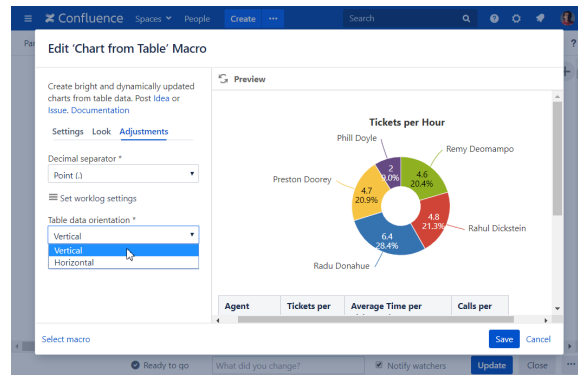 Confluence Spaces People Create ··· Search
Edit 'Chart from Table' Macro
Create bright and dynamically updated
charts from table data. Post Idea or
Issue. Documentation
Settings Look Adjustments
Decimal separator *
Point (.)
Set worklog settings
Table data orientation *
Vertical
Vertical
Horizontal
Preview
Tickets per Hour
Phill Doyle
Remy Deomampo
2
4.6
20.4%
Preston Doorey
4.7
20.9%
4.8
21.3%
Rahul Dickstein
6.4
28.4%
Radu Donahue
Agent Tickets per Average Time per Calls per
Select macro
Save Cancel
Ready to go What did you change? Notify watchers Update Close ···